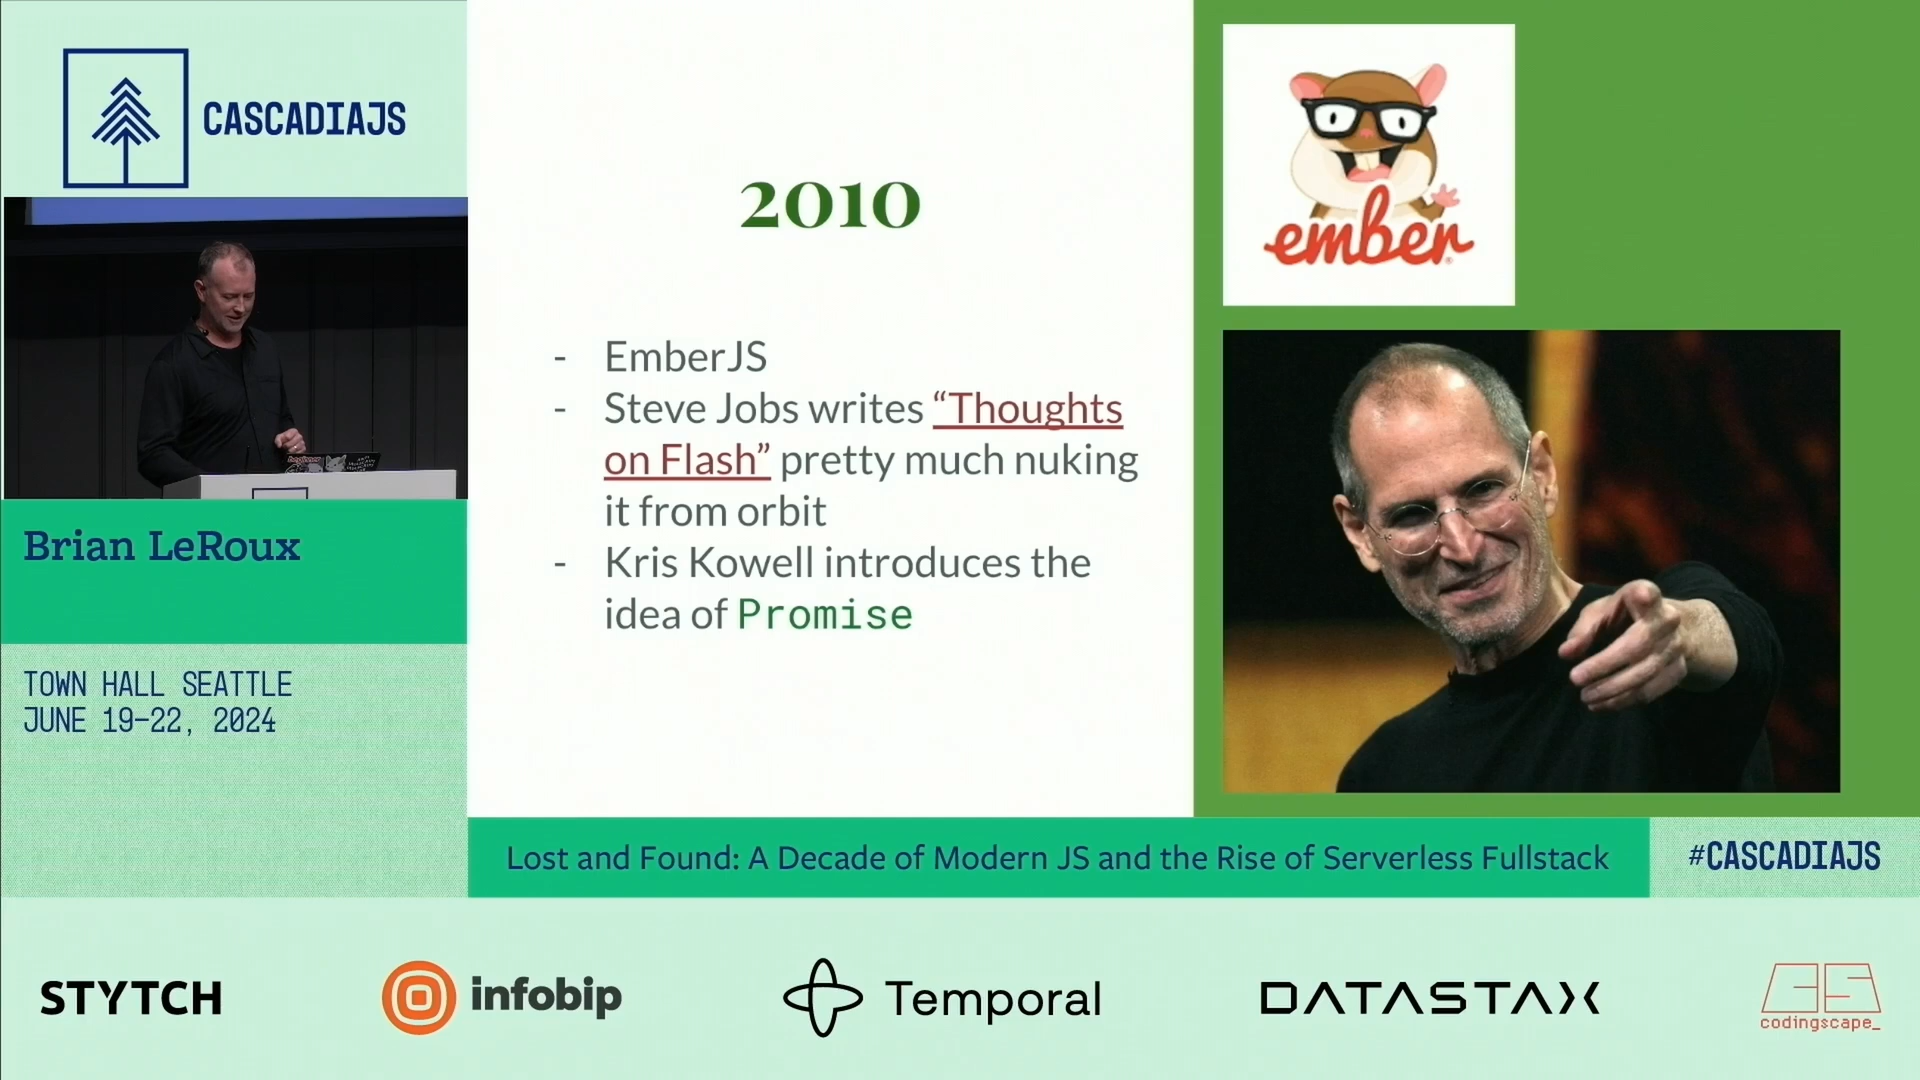 CASCADIAJS
Brian LeRoux
TOWN HALL SEATTLE
JUNE 19–22, 2024
2010
- EmberJS
- Steve Jobs writes “Thoughts
on Flash” pretty much nuking
it from orbit
- Kris Kowell introduces the
idea of Promise
ember
Lost and Found: A Decade of Modern JS and the Rise of Serverless Fullstack
#CASCADIAJS
STYTCH
infobip
Temporal
DATASTAX
CS
codingscape_